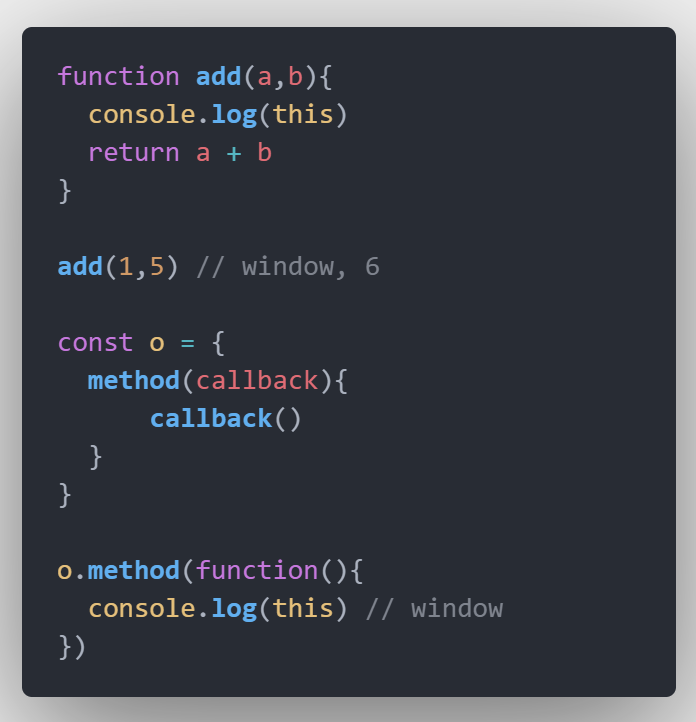 function add(a,b){
  console.log(this)
  return a + b
}

add(1,5) // window, 6

const o = {
  method(callback){
      callback()
  }
}

o.method(function(){
  console.log(this) // window
})